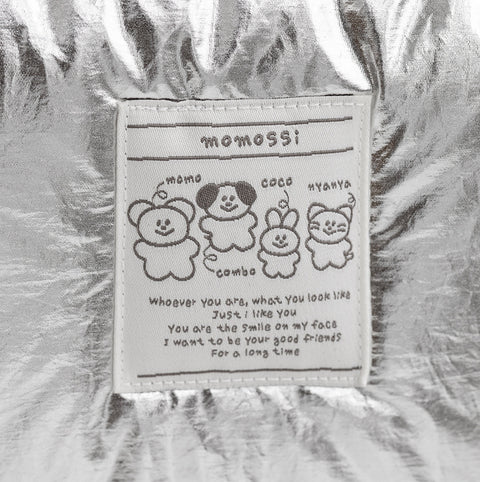 momossi
momo
coco
nyanya
combo
Whoever you are, what you look like
Just i like you
You are the smile on my face
I want to be your good friends
For a long time